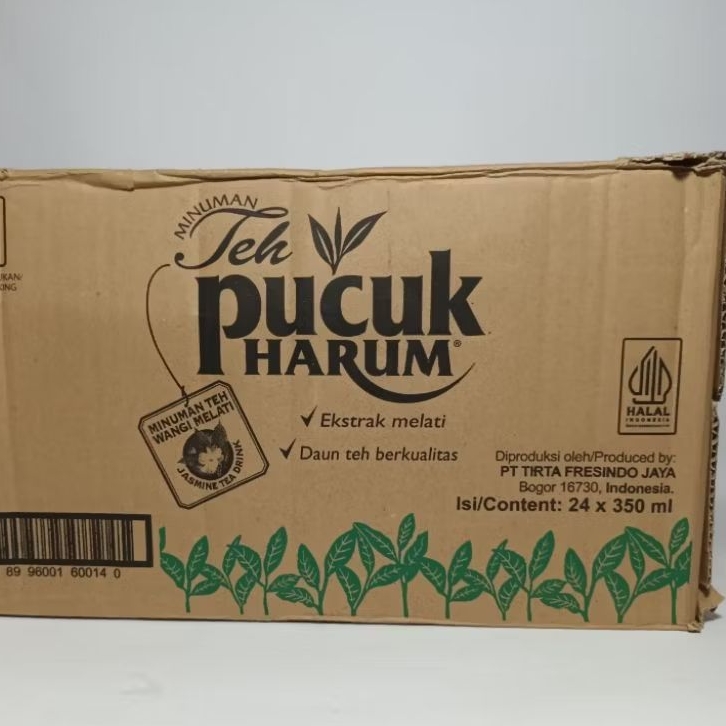 MINUMAN
Teh
pucuk
HARUM®
MINUMAN TEH
WANGI MELATI
JASMINE TEA DRINK
✓ Ekstrak melati
✓ Daun teh berkualitas
HALAL
INDONESIA
Diproduksi oleh/Produced by:
PT TIRTA FRESINDO JAYA
Bogor 16730, Indonesia.
Isi/Content: 24 x 350 ml
89 96001 60014 0